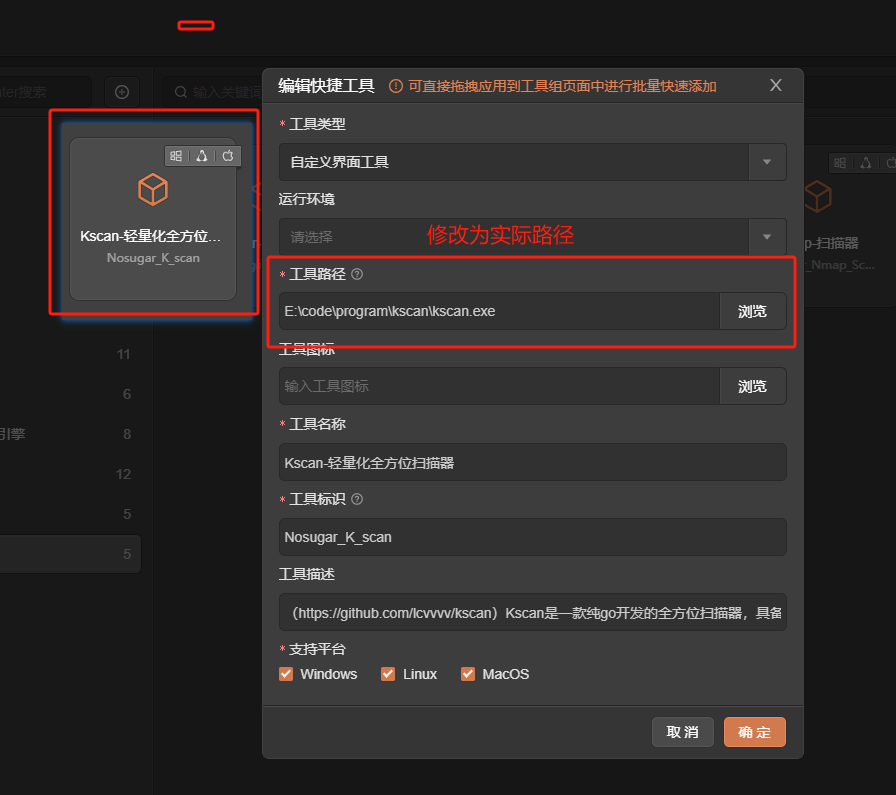 ter搜索
输入关键词
编辑快捷工具
可直接拖拽应用到工具组页面中进行批量快速添加
* 工具类型
自定义界面工具
运行环境
请选择
修改为实际路径
* 工具路径
E:\code\program\kscan\kscan.exe
浏览
工具图标
输入工具图标
浏览
* 工具名称
Kscan-轻量化全方位扫描器
* 工具标识
Nosugar_K_scan
工具描述
（https://github.com/lcvvvv/kscan）Kscan是一款纯go开发的全方位扫描器，具备
* 支持平台
Windows
Linux
MacOS
取 消
确 定
Kscan-轻量化全方位...
Nosugar_K_scan
11
6
引擎
8
12
5
5
p-扫描器
_Nmap_Sc...